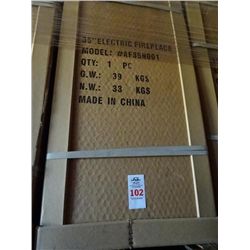 35" ELECTRIC FIREPLACE
MODEL: #AF35N001
QTY: 1 PC
G.W.: 39 KGS
N.W.: 33 KGS
MADE IN CHINA
102